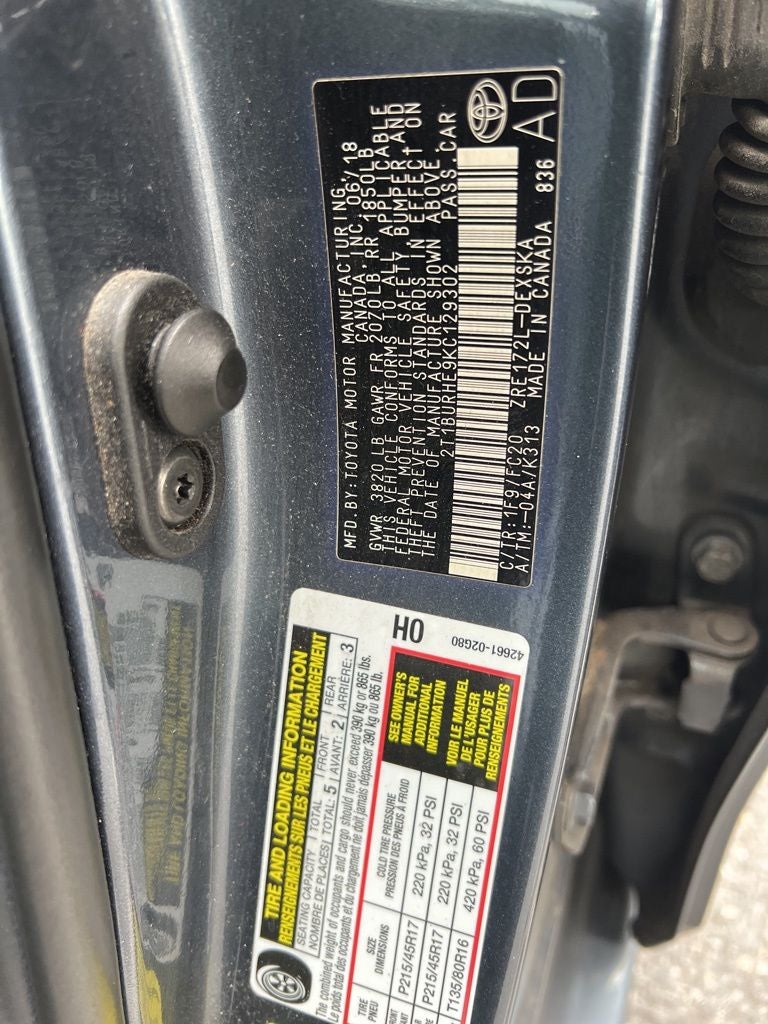 MFD.BY:TOYOTA MOTOR MANUFACTURING,
CANADA, INC. 06/18
GVWR 3820 LB GAWR FR 2070LB,RR 1850LB
THIS VEHICLE CONFORMS TO ALL APPLICABLE
FEDERAL MOTOR VEHICLE SAFETY, BUMPER,AND
THEFT PREVENTION STANDARDS IN EFFECT ON
THE DATE OF MANUFACTURE SHOWN ABOVE.
2T1BURHE9KC129302 PASS.CAR
C/TR:1F9/FC20 ZRE172L-DEXSKA
A/TM:-04A/K313 MADE IN CANADA 836 AD
TIRE AND LOADING INFORMATION
RENSEIGNEMENTS SUR LES PNEUS ET LE CHARGEMENT
0H
SEATING CAPACITY TOTAL FRONT REAR
NOMBRE DE PLACES TOTAL: 5 AVANT: 2 ARRIÈRE: 3
The combined weight of occupants and cargo should never exceed 390 kg or 865 lbs.
Le poids total des occupants et du chargement ne doit jamais dépasser 390 kg ou 865 lb.
42661-02G80
TIRE SIZE COLD TIRE PRESSURE
PNEU DIMENSIONS PRESSION DES PNEUS À FROID
P215/45R17 220 kPa, 32 PSI
P215/45R17 220 kPa, 32 PSI
T135/80R16 420 kPa, 60 PSI
SEE OWNER'S
MANUAL FOR
ADDITIONAL
INFORMATION
VOIR LE MANUEL
DE L'USAGER
POUR PLUS DE
RENSEIGNEMENTS